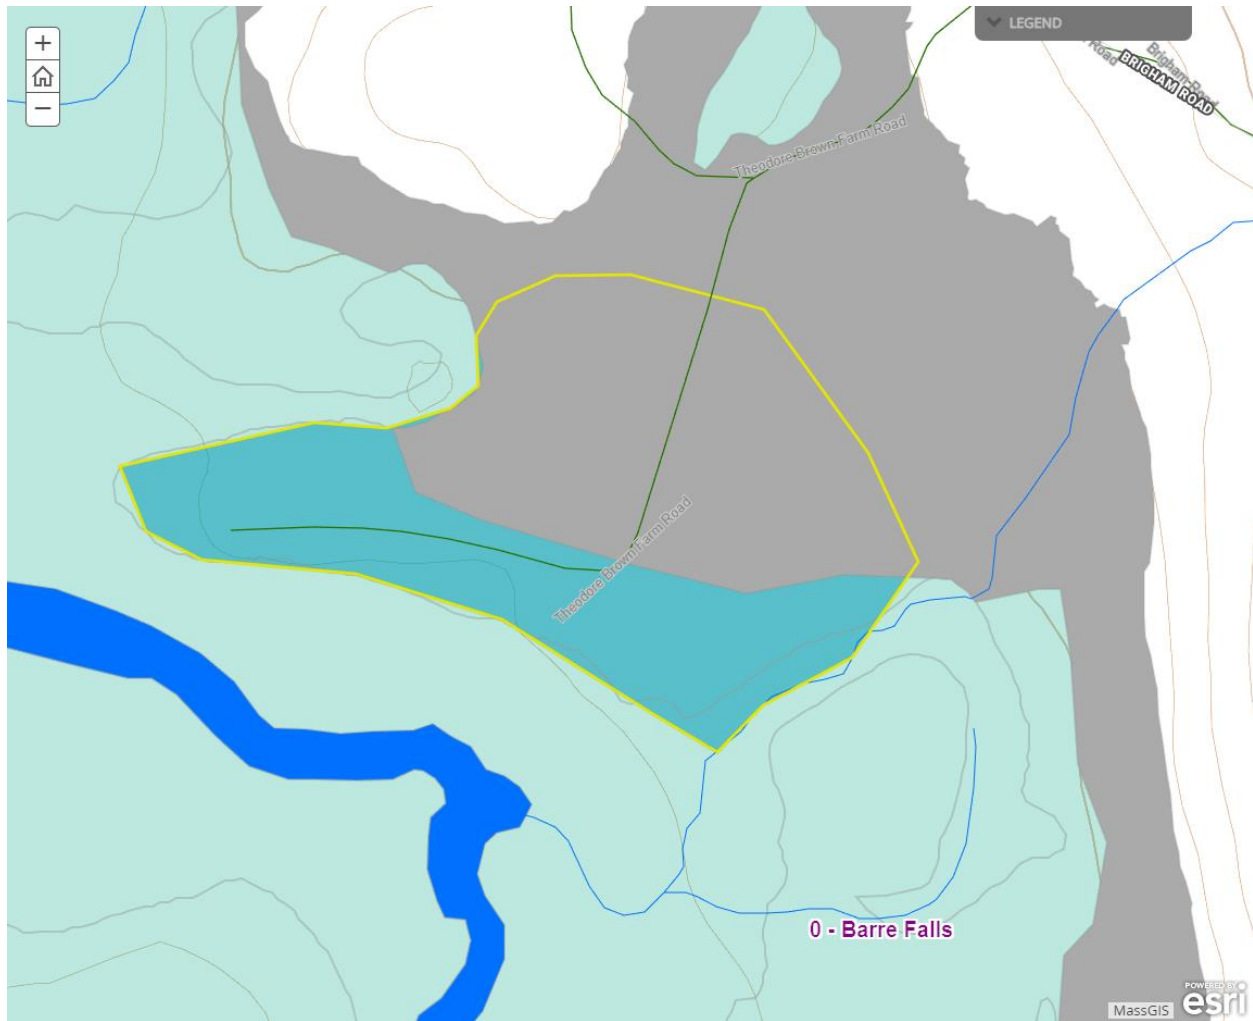 +
−
LEGEND
Road
Brigham Road
BRIGHAM ROAD
Theodore Brown Farm Road
Theodore Brown Farm Road
0 - Barre Falls
MassGIS
POWERED BY
esri